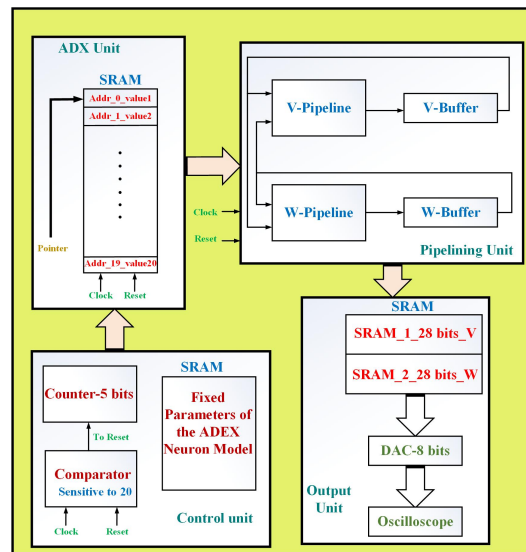 ADX Unit
SRAM
Addr_0_value1
Addr_1_value2
Pointer
Addr_19_value20
Clock
Reset
V-Pipeline
V-Buffer
W-Pipeline
W-Buffer
Clock
Reset
Pipelining Unit
SRAM
Counter-5 bits
To Reset
Comparator
Sensitive to 20
Clock
Reset
Fixed
Parameters of
the ADEX
Neuron Model
Control unit
SRAM
SRAM_1_28 bits_V
SRAM_2_28 bits_W
DAC-8 bits
Oscilloscope
Output
Unit